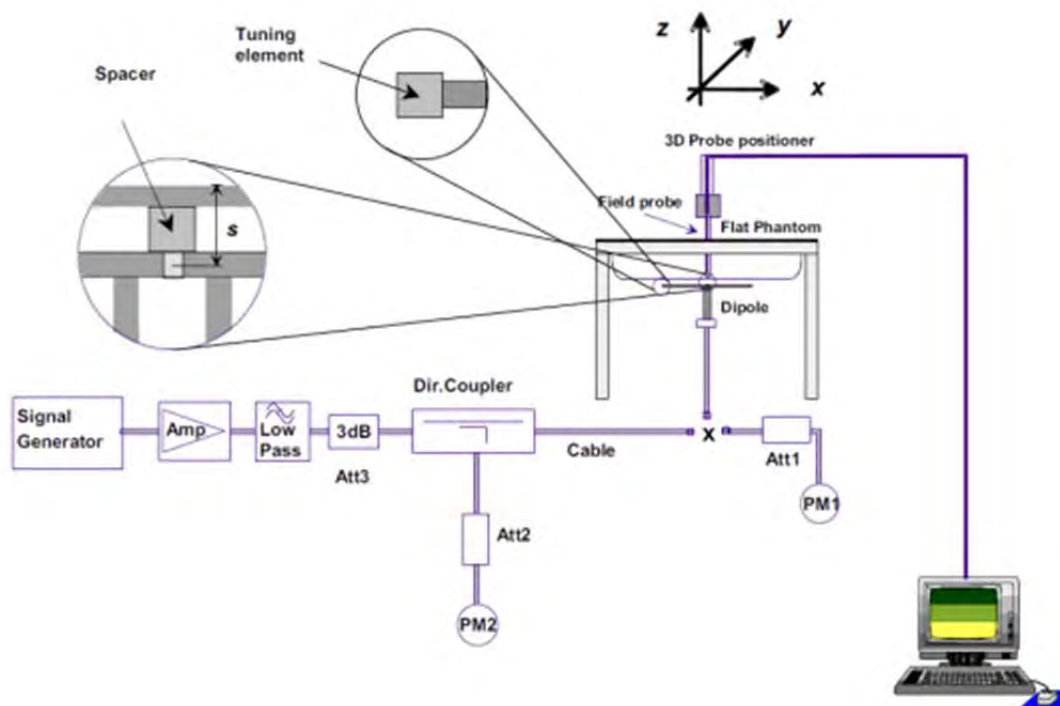 Tuning
element
Spacer
z
y
x
3D Probe positioner
Field probe
Flat Phantom
s
Dipole
Dir.Coupler
Signal
Generator
Amp
Low
Pass
3dB
Att3
Cable
X
Att1
PM1
Att2
PM2